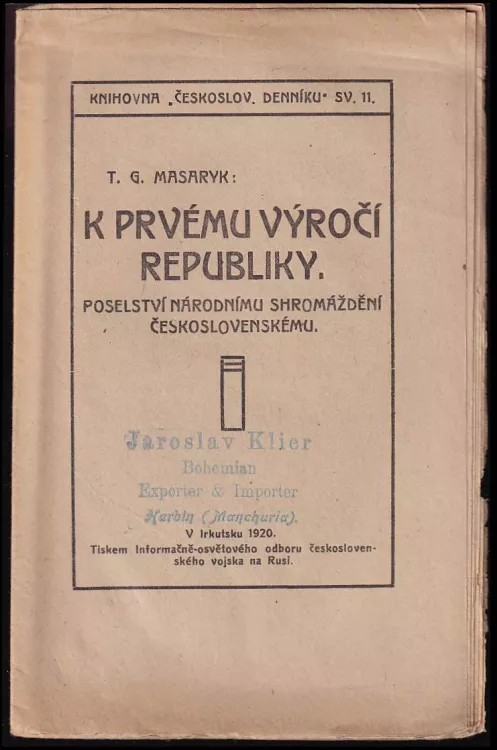 KNIHOVNA „ČESKOSLOV. DENNÍKU“ SV. 11.
T. G. MASARYK:
K PRVÉMU VÝROČÍ
REPUBLIKY.
POSELSTVÍ NÁRODNÍMU SHROMÁŽDĚNÍ
ČESKOSLOVENSKÉMU.
Jaroslav Klier
Bohemian
Exporter & Importer
Harbin (Manchuria).
V Irkutsku 1920.
Tiskem Informačně-osvětového odboru českosloven-
ského vojska na Rusi.